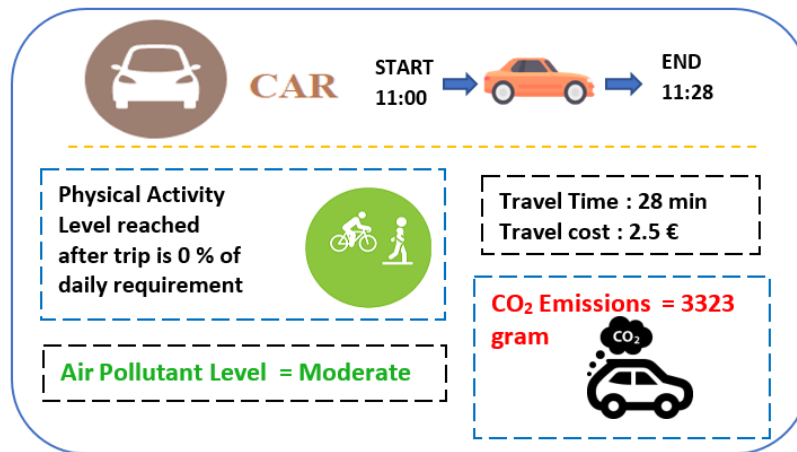 CAR
START
11:00
END
11:28
Physical Activity
Level reached
after trip is 0 % of
daily requirement
Travel Time : 28 min
Travel cost : 2.5 €
CO₂ Emissions = 3323
gram
CO₂
Air Pollutant Level = Moderate